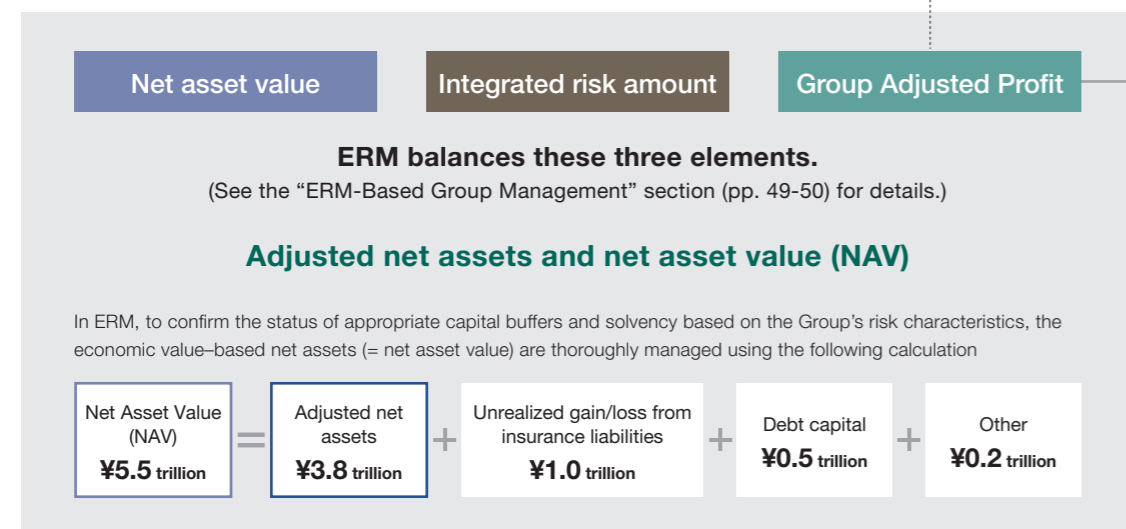 Net asset value
Integrated risk amount
Group Adjusted Profit
ERM balances these three elements.
(See the “ERM-Based Group Management” section (pp. 49-50) for details.)
Adjusted net assets and net asset value (NAV)
In ERM, to confirm the status of appropriate capital buffers and solvency based on the Group’s risk characteristics, the
economic value–based net assets (= net asset value) are thoroughly managed using the following calculation
Net Asset Value
(NAV)
¥5.5 trillion
=
Adjusted net
assets
¥3.8 trillion
+
Unrealized gain/loss from
insurance liabilities
¥1.0 trillion
+
Debt capital
¥0.5 trillion
+
Other
¥0.2 trillion